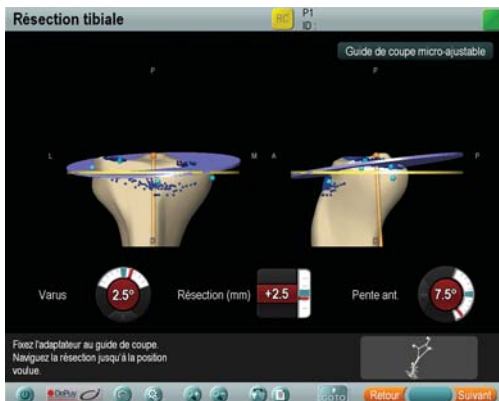 Résection tibiale
RC
P1
ID :
Guide de coupe micro-ajustable
P
P
L
M
A
P
D
D
Varus
2.5°
Résection (mm)
+2.5
Pente ant.
7.5°
Fixez l'adaptateur au guide de coupe.
Naviguez la résection jusqu'à la position
voulue.
DePuy
GOTO
Retour
Suivant